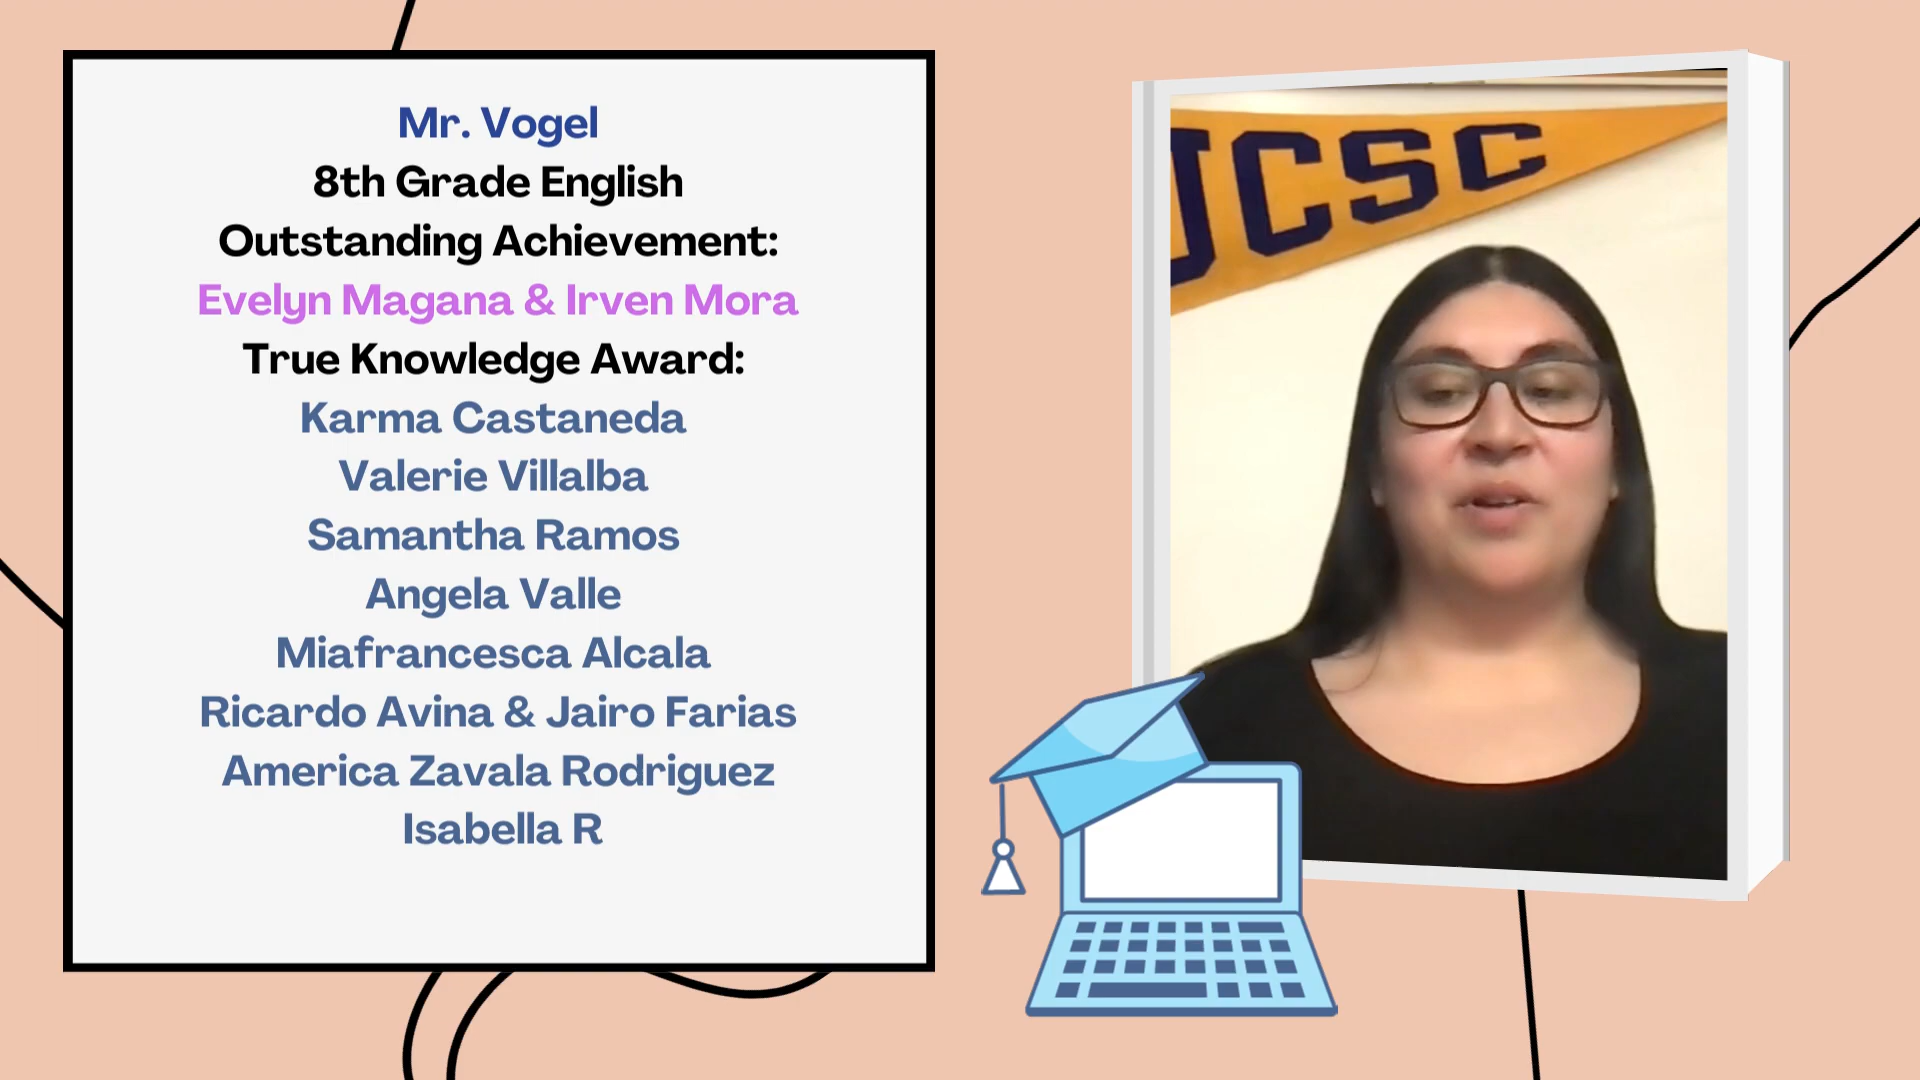 Mr. Vogel
8th Grade English
Outstanding Achievement:
Evelyn Magana & Irven Mora
True Knowledge Award:
Karma Castaneda
Valerie Villalba
Samantha Ramos
Angela Valle
Miafrancesca Alcala
Ricardo Avina & Jairo Farias
America Zavala Rodriguez
Isabella R
UCSC